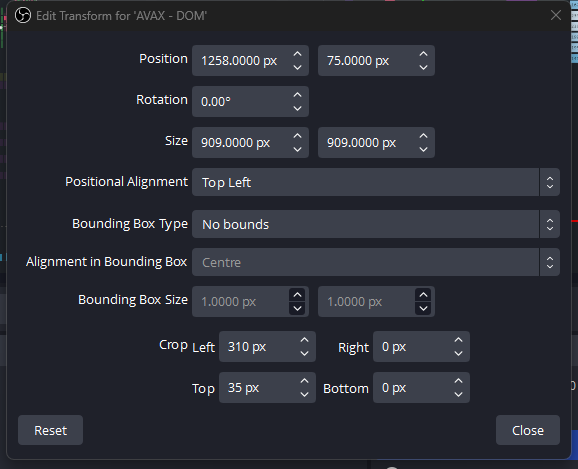 Edit Transform for 'AVAX - DOM'
Position 1258.0000 px 75.0000 px
Rotation 0.00°
Size 909.0000 px 909.0000 px
Positional Alignment Top Left
Bounding Box Type No bounds
Alignment in Bounding Box Centre
Bounding Box Size 1.0000 px 1.0000 px
Crop Left 310 px Right 0 px
Top 35 px Bottom 0 px
Reset Close